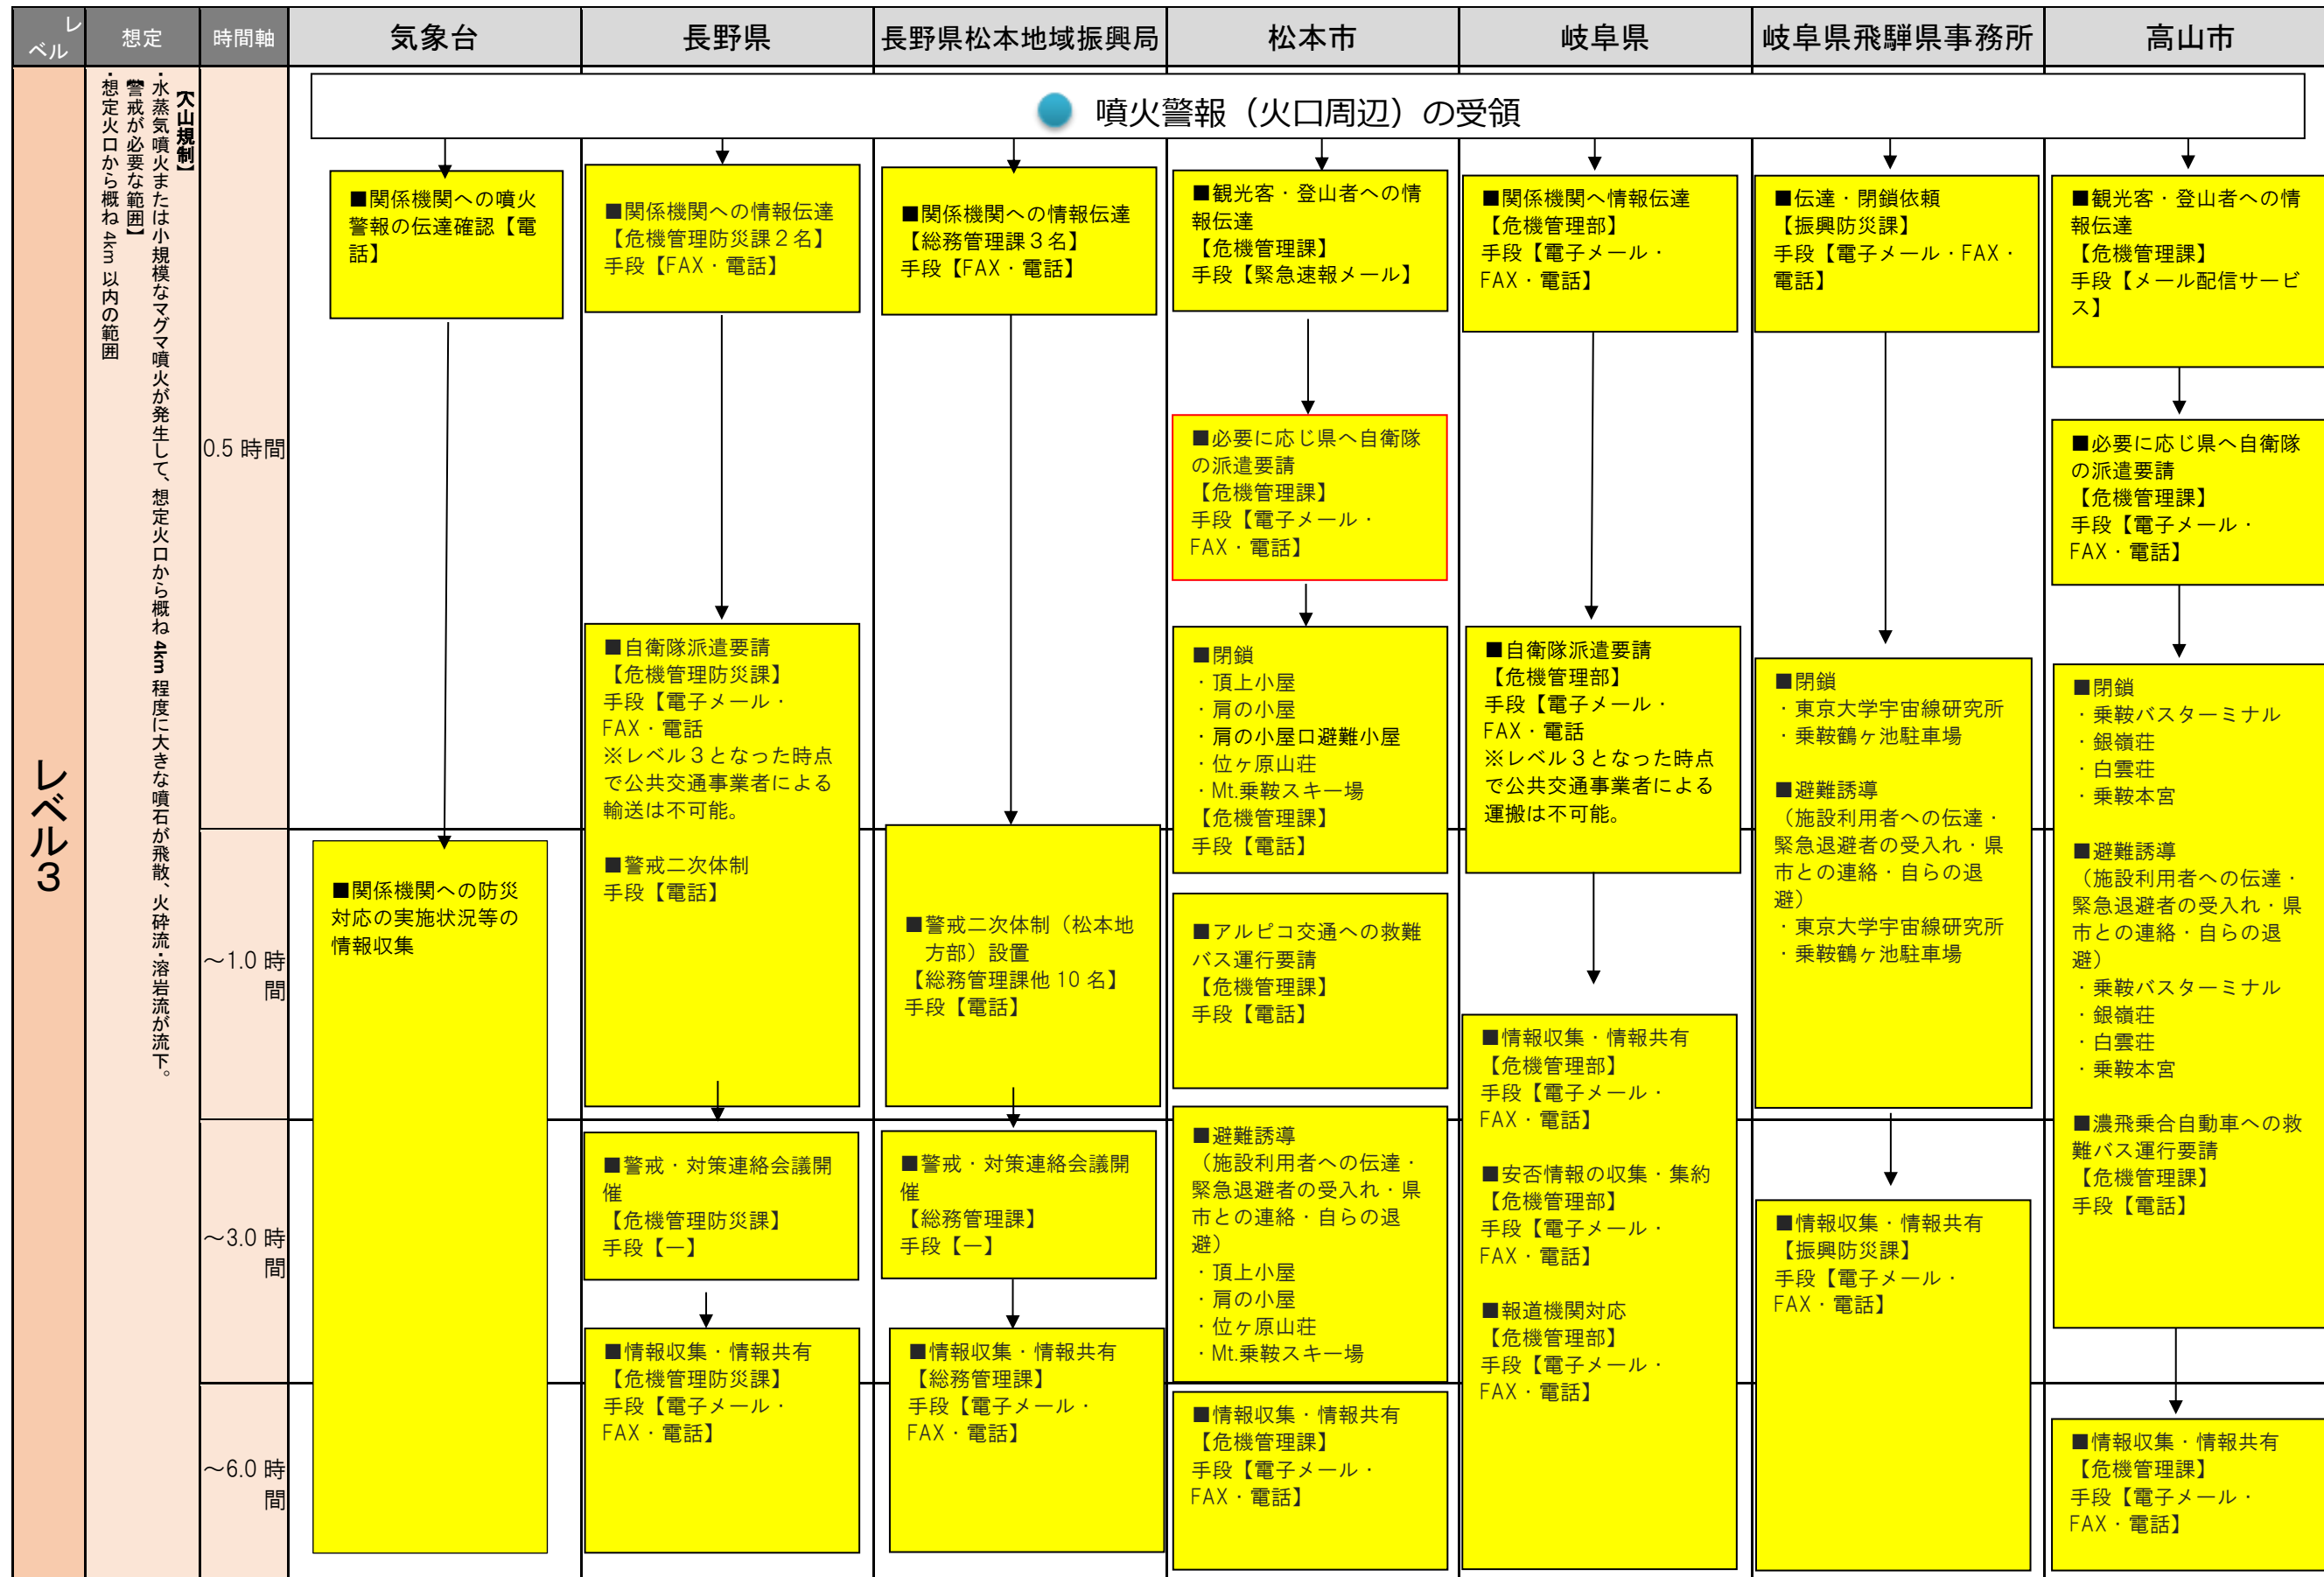 レベル
想定
時間軸
気象台
長野県
長野県松本地域振興局
松本市
岐阜県
岐阜県飛騨県事務所
高山市
レベル３
【入山規制】
・水蒸気噴火または小規模なマグマ噴火が発生して、想定火口から概ね 4km 程度に大きな噴石が飛散、火砕流・溶岩流が流下。
【警戒が必要な範囲】
・想定火口から概ね 4km 以内の範囲
0.5 時間
～1.0 時
間
～3.0 時
間
～6.0 時
間
噴火警報（火口周辺）の受領
■関係機関への噴火
警報の伝達確認【電
話】
■関係機関への防災
対応の実施状況等の
情報収集
■関係機関への情報伝達
【危機管理防災課２名】
手段【FAX・電話】
■自衛隊派遣要請
【危機管理防災課】
手段【電子メール・
FAX・電話
※レベル３となった時点
で公共交通事業者による
輸送は不可能。
■警戒二次体制
手段【電話】
■警戒・対策連絡会議開
催
【危機管理防災課】
手段【―】
■情報収集・情報共有
【危機管理防災課】
手段【電子メール・
FAX・電話】
■関係機関への情報伝達
【総務管理課３名】
手段【FAX・電話】
■警戒二次体制（松本地
方部）設置
【総務管理課他 10 名】
手段【電話】
■警戒・対策連絡会議開
催
【総務管理課】
手段【―】
■情報収集・情報共有
【総務管理課】
手段【電子メール・
FAX・電話】
■観光客・登山者への情
報伝達
【危機管理課】
手段【緊急速報メール】
■必要に応じ県へ自衛隊
の派遣要請
【危機管理課】
手段【電子メール・
FAX・電話】
■閉鎖
・頂上小屋
・肩の小屋
・肩の小屋口避難小屋
・位ヶ原山荘
・Mt.乗鞍スキー場
【危機管理課】
手段【電話】
■アルピコ交通への救難
バス運行要請
【危機管理課】
手段【電話】
■避難誘導
（施設利用者への伝達・
緊急退避者の受入れ・県
市との連絡・自らの退
避）
・頂上小屋
・肩の小屋
・位ヶ原山荘
・Mt.乗鞍スキー場
■情報収集・情報共有
【危機管理課】
手段【電子メール・
FAX・電話】
■関係機関へ情報伝達
【危機管理部】
手段【電子メール・
FAX・電話】
■自衛隊派遣要請
【危機管理部】
手段【電子メール・
FAX・電話
※レベル３となった時点
で公共交通事業者による
運搬は不可能。
■情報収集・情報共有
【危機管理部】
手段【電子メール・
FAX・電話】
■安否情報の収集・集約
【危機管理部】
手段【電子メール・
FAX・電話】
■報道機関対応
【危機管理部】
手段【電子メール・
FAX・電話】
■伝達・閉鎖依頼
【振興防災課】
手段【電子メール・FAX・
電話】
■閉鎖
・東京大学宇宙線研究所
・乗鞍鶴ヶ池駐車場
■避難誘導
（施設利用者への伝達・
緊急退避者の受入れ・県
市との連絡・自らの退
避）
・東京大学宇宙線研究所
・乗鞍鶴ヶ池駐車場
■情報収集・情報共有
【振興防災課】
手段【電子メール・
FAX・電話】
■観光客・登山者への情
報伝達
【危機管理課】
手段【メール配信サービ
ス】
■必要に応じ県へ自衛隊
の派遣要請
【危機管理課】
手段【電子メール・
FAX・電話】
■閉鎖
・乗鞍バスターミナル
・銀嶺荘
・白雲荘
・乗鞍本宮
■避難誘導
（施設利用者への伝達・
緊急退避者の受入れ・県
市との連絡・自らの退
避）
・乗鞍バスターミナル
・銀嶺荘
・白雲荘
・乗鞍本宮
■濃飛乗合自動車への救
難バス運行要請
【危機管理課】
手段【電話】
■情報収集・情報共有
【危機管理課】
手段【電子メール・
FAX・電話】